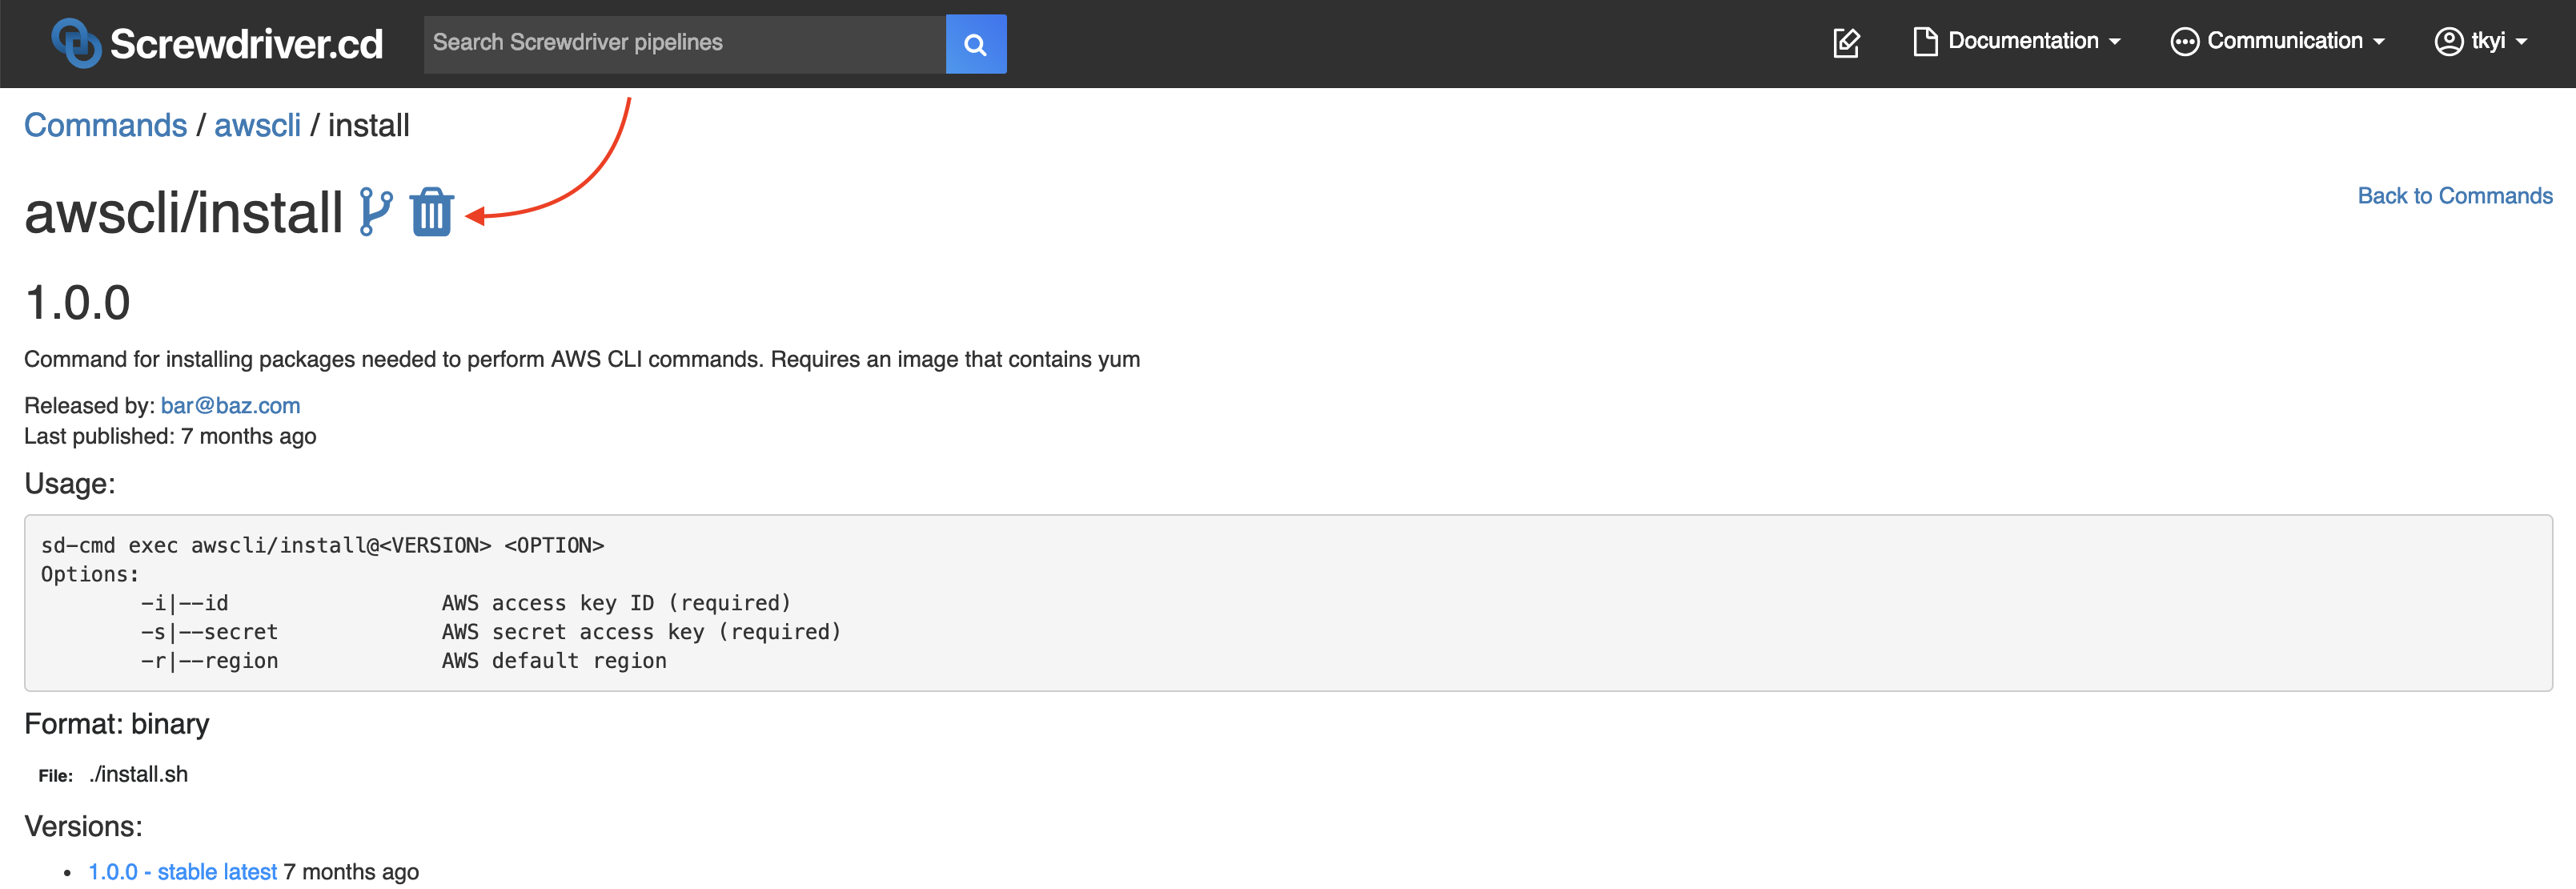 Screwdriver.cd
Search Screwdriver pipelines
Documentation
Communication
tkyi
Commands / awscli / install
awscli/install
Back to Commands
1.0.0
Command for installing packages needed to perform AWS CLI commands. Requires an image that contains yum
Released by: bar@baz.com
Last published: 7 months ago
Usage:
sd-cmd exec awscli/install@<VERSION> <OPTION>
Options:
-i|--id AWS access key ID (required)
-s|--secret AWS secret access key (required)
-r|--region AWS default region
Format: binary
File: ./install.sh
Versions:
• 1.0.0 - stable latest 7 months ago